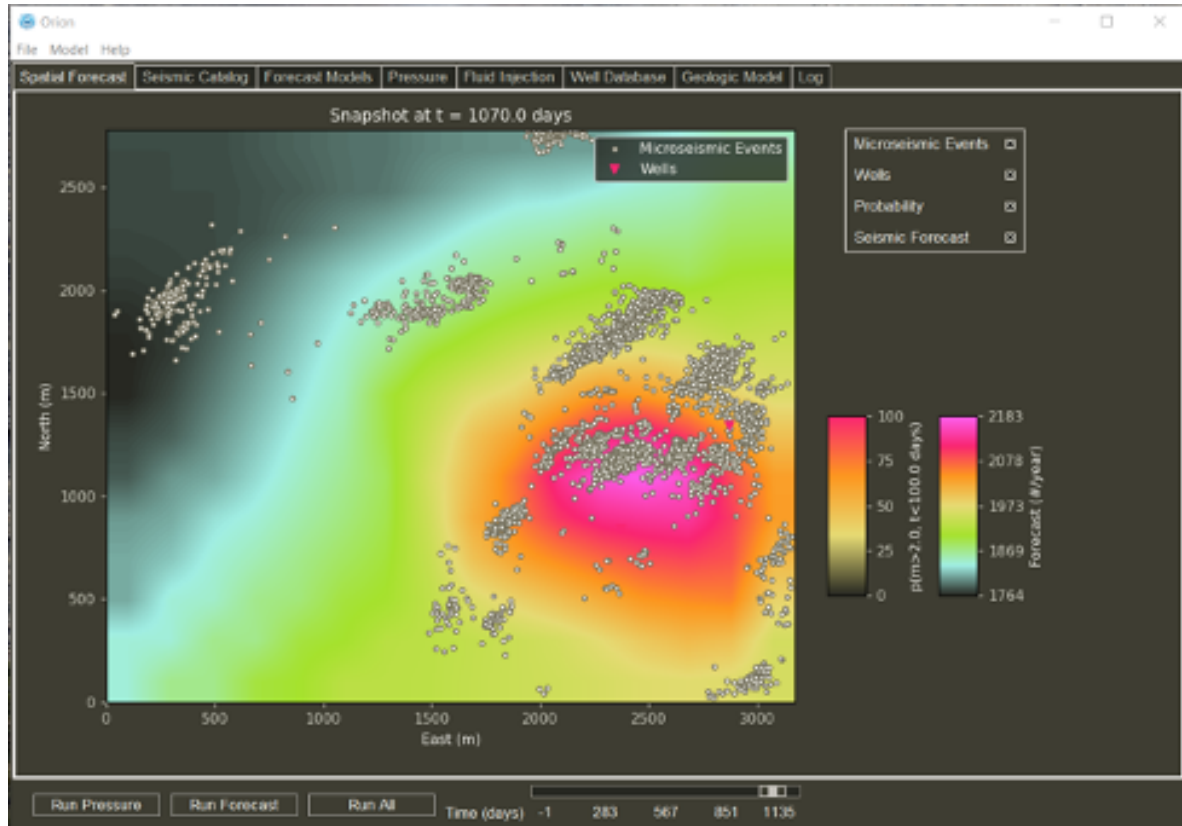 Orion
File Model Help
Spatial Forecast Seismic Catalog Forecast Models Pressure Fluid Injection Well Database Geologic Model Log
Snapshot at t = 1070.0 days
Microseismic Events
Wells
2500
2000
1500
1000
500
0
North (m)
0 500 1000 1500 2000 2500 3000
East (m)
Microseismic Events
Wells
Probability
Seismic Forecast
100
75
50
25
0
p(m>2.0, t<100.0 days)
2183
2078
1973
1869
1764
Forecast (#/year)
Run Pressure Run Forecast Run All Time (days) -1 283 567 851 1135